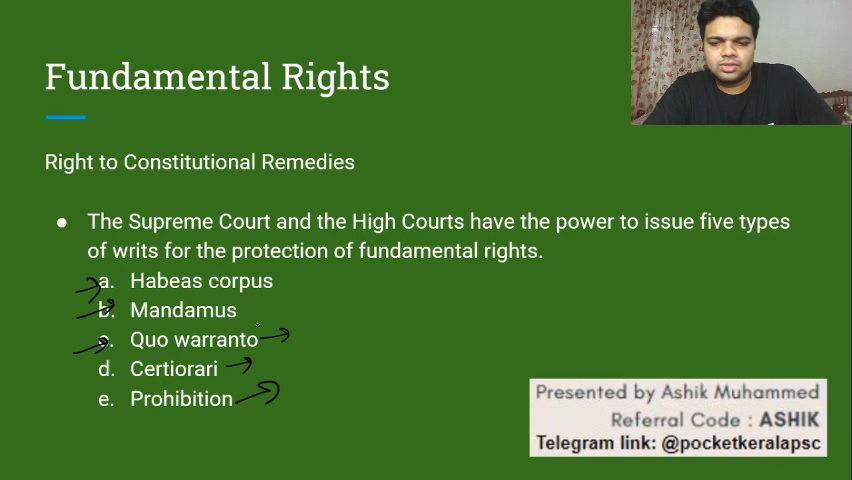 Fundamental Rights
Right to Constitutional Remedies
● The Supreme Court and the High Courts have the power to issue five types
of writs for the protection of fundamental rights.
a. Habeas corpus
b. Mandamus
c. Quo warranto
d. Certiorari
e. Prohibition
Presented by Ashik Muhammed
Referral Code : ASHIK
Telegram link: @pocketkeralapsc